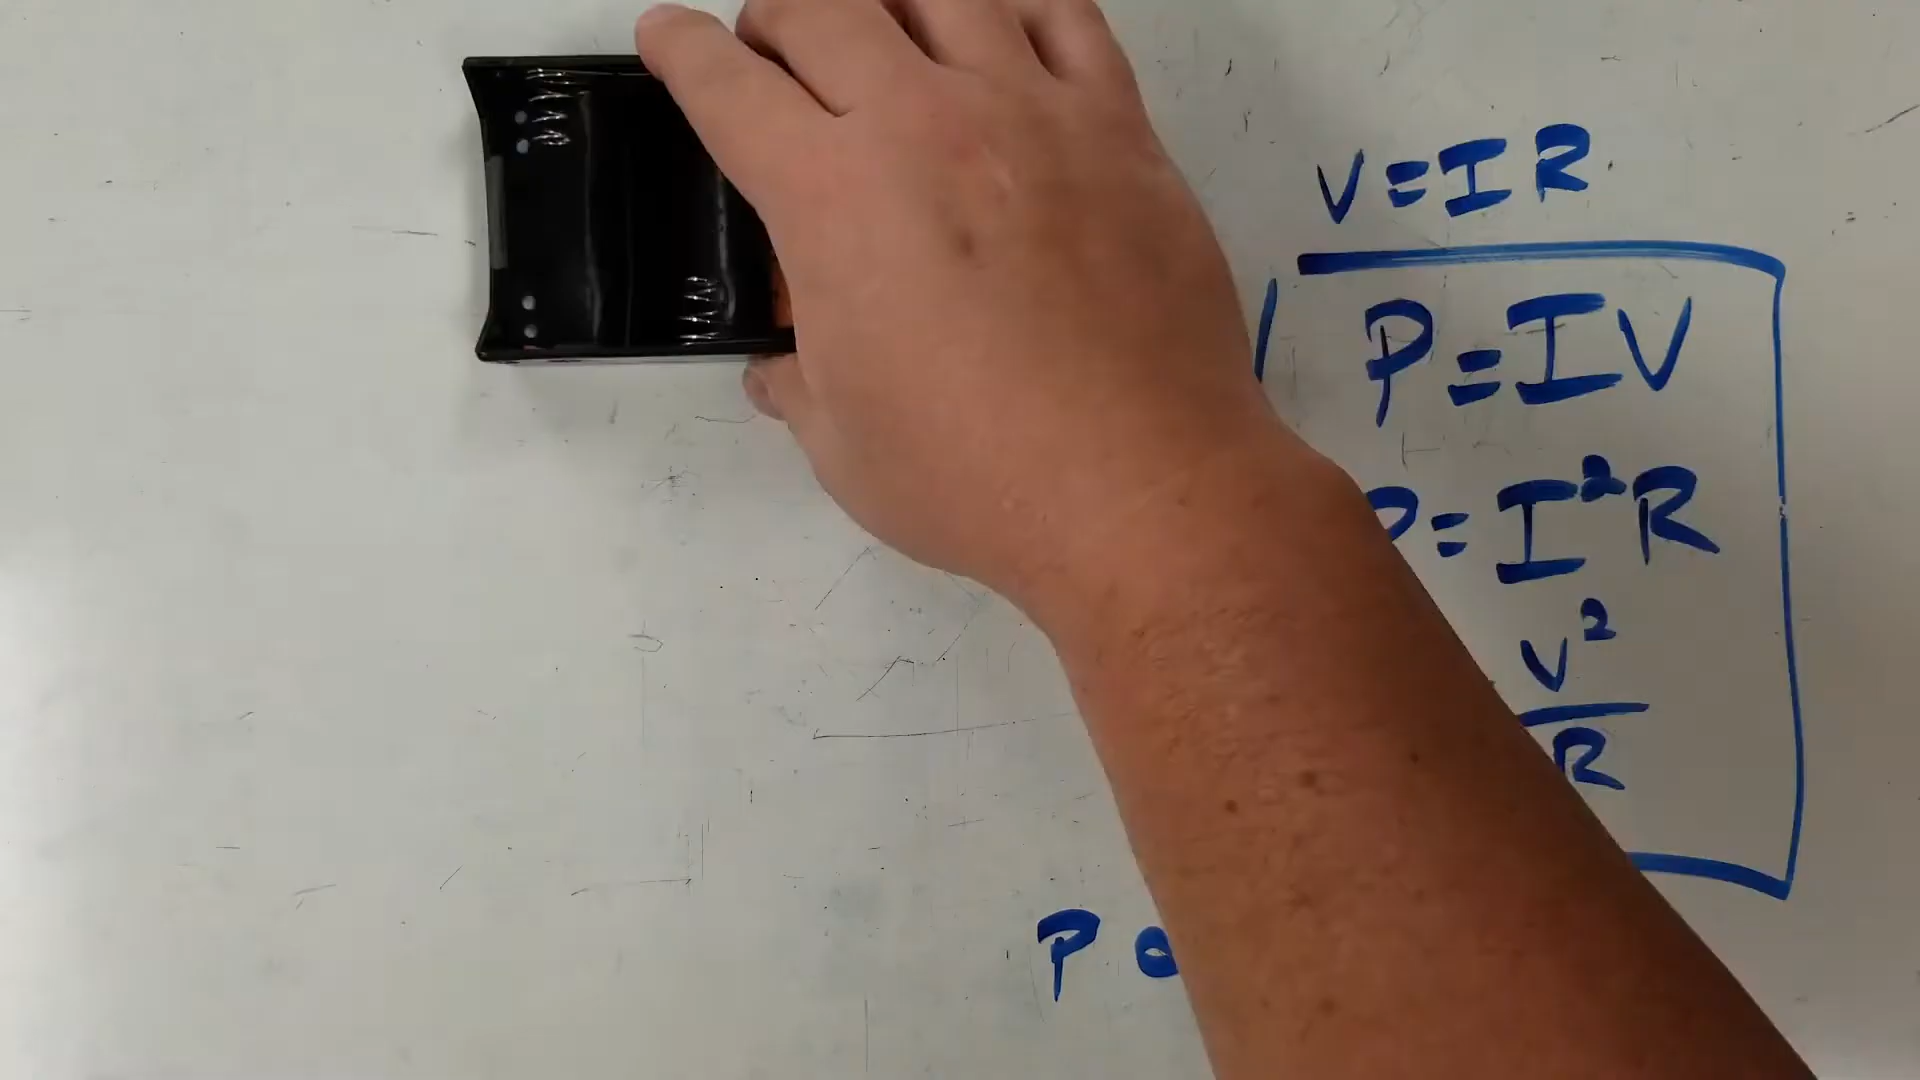 V=IR
P=IV
P=I²R
V²
R
P